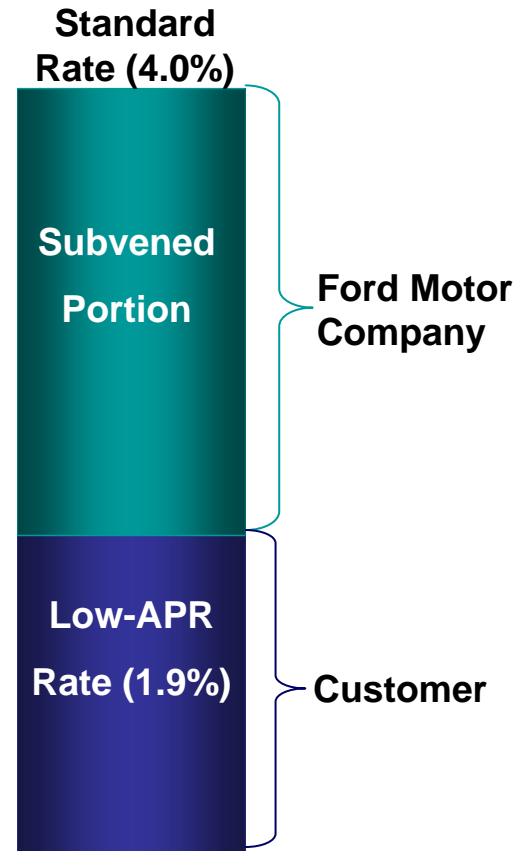 Standard
Rate (4.0%)
Subvened
Portion
Ford Motor
Company
Low-APR
Rate (1.9%)
Customer